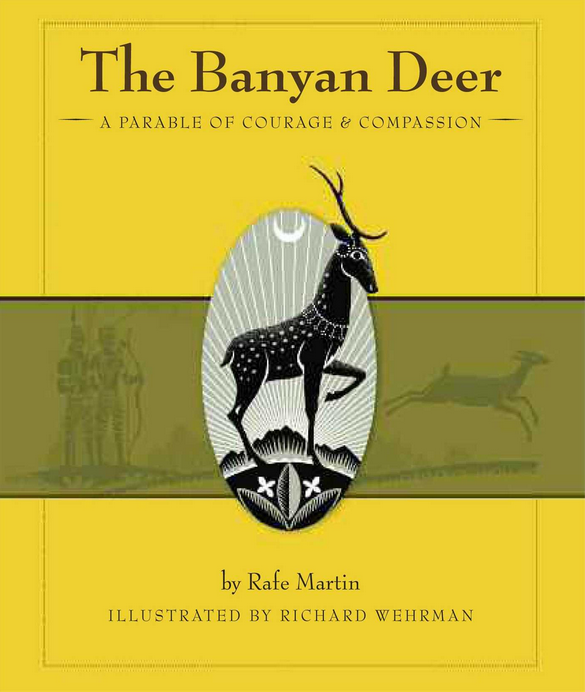 The Banyan Deer
A PARABLE OF COURAGE & COMPASSION
by Rafe Martin
ILLUSTRATED BY RICHARD WEHRMAN